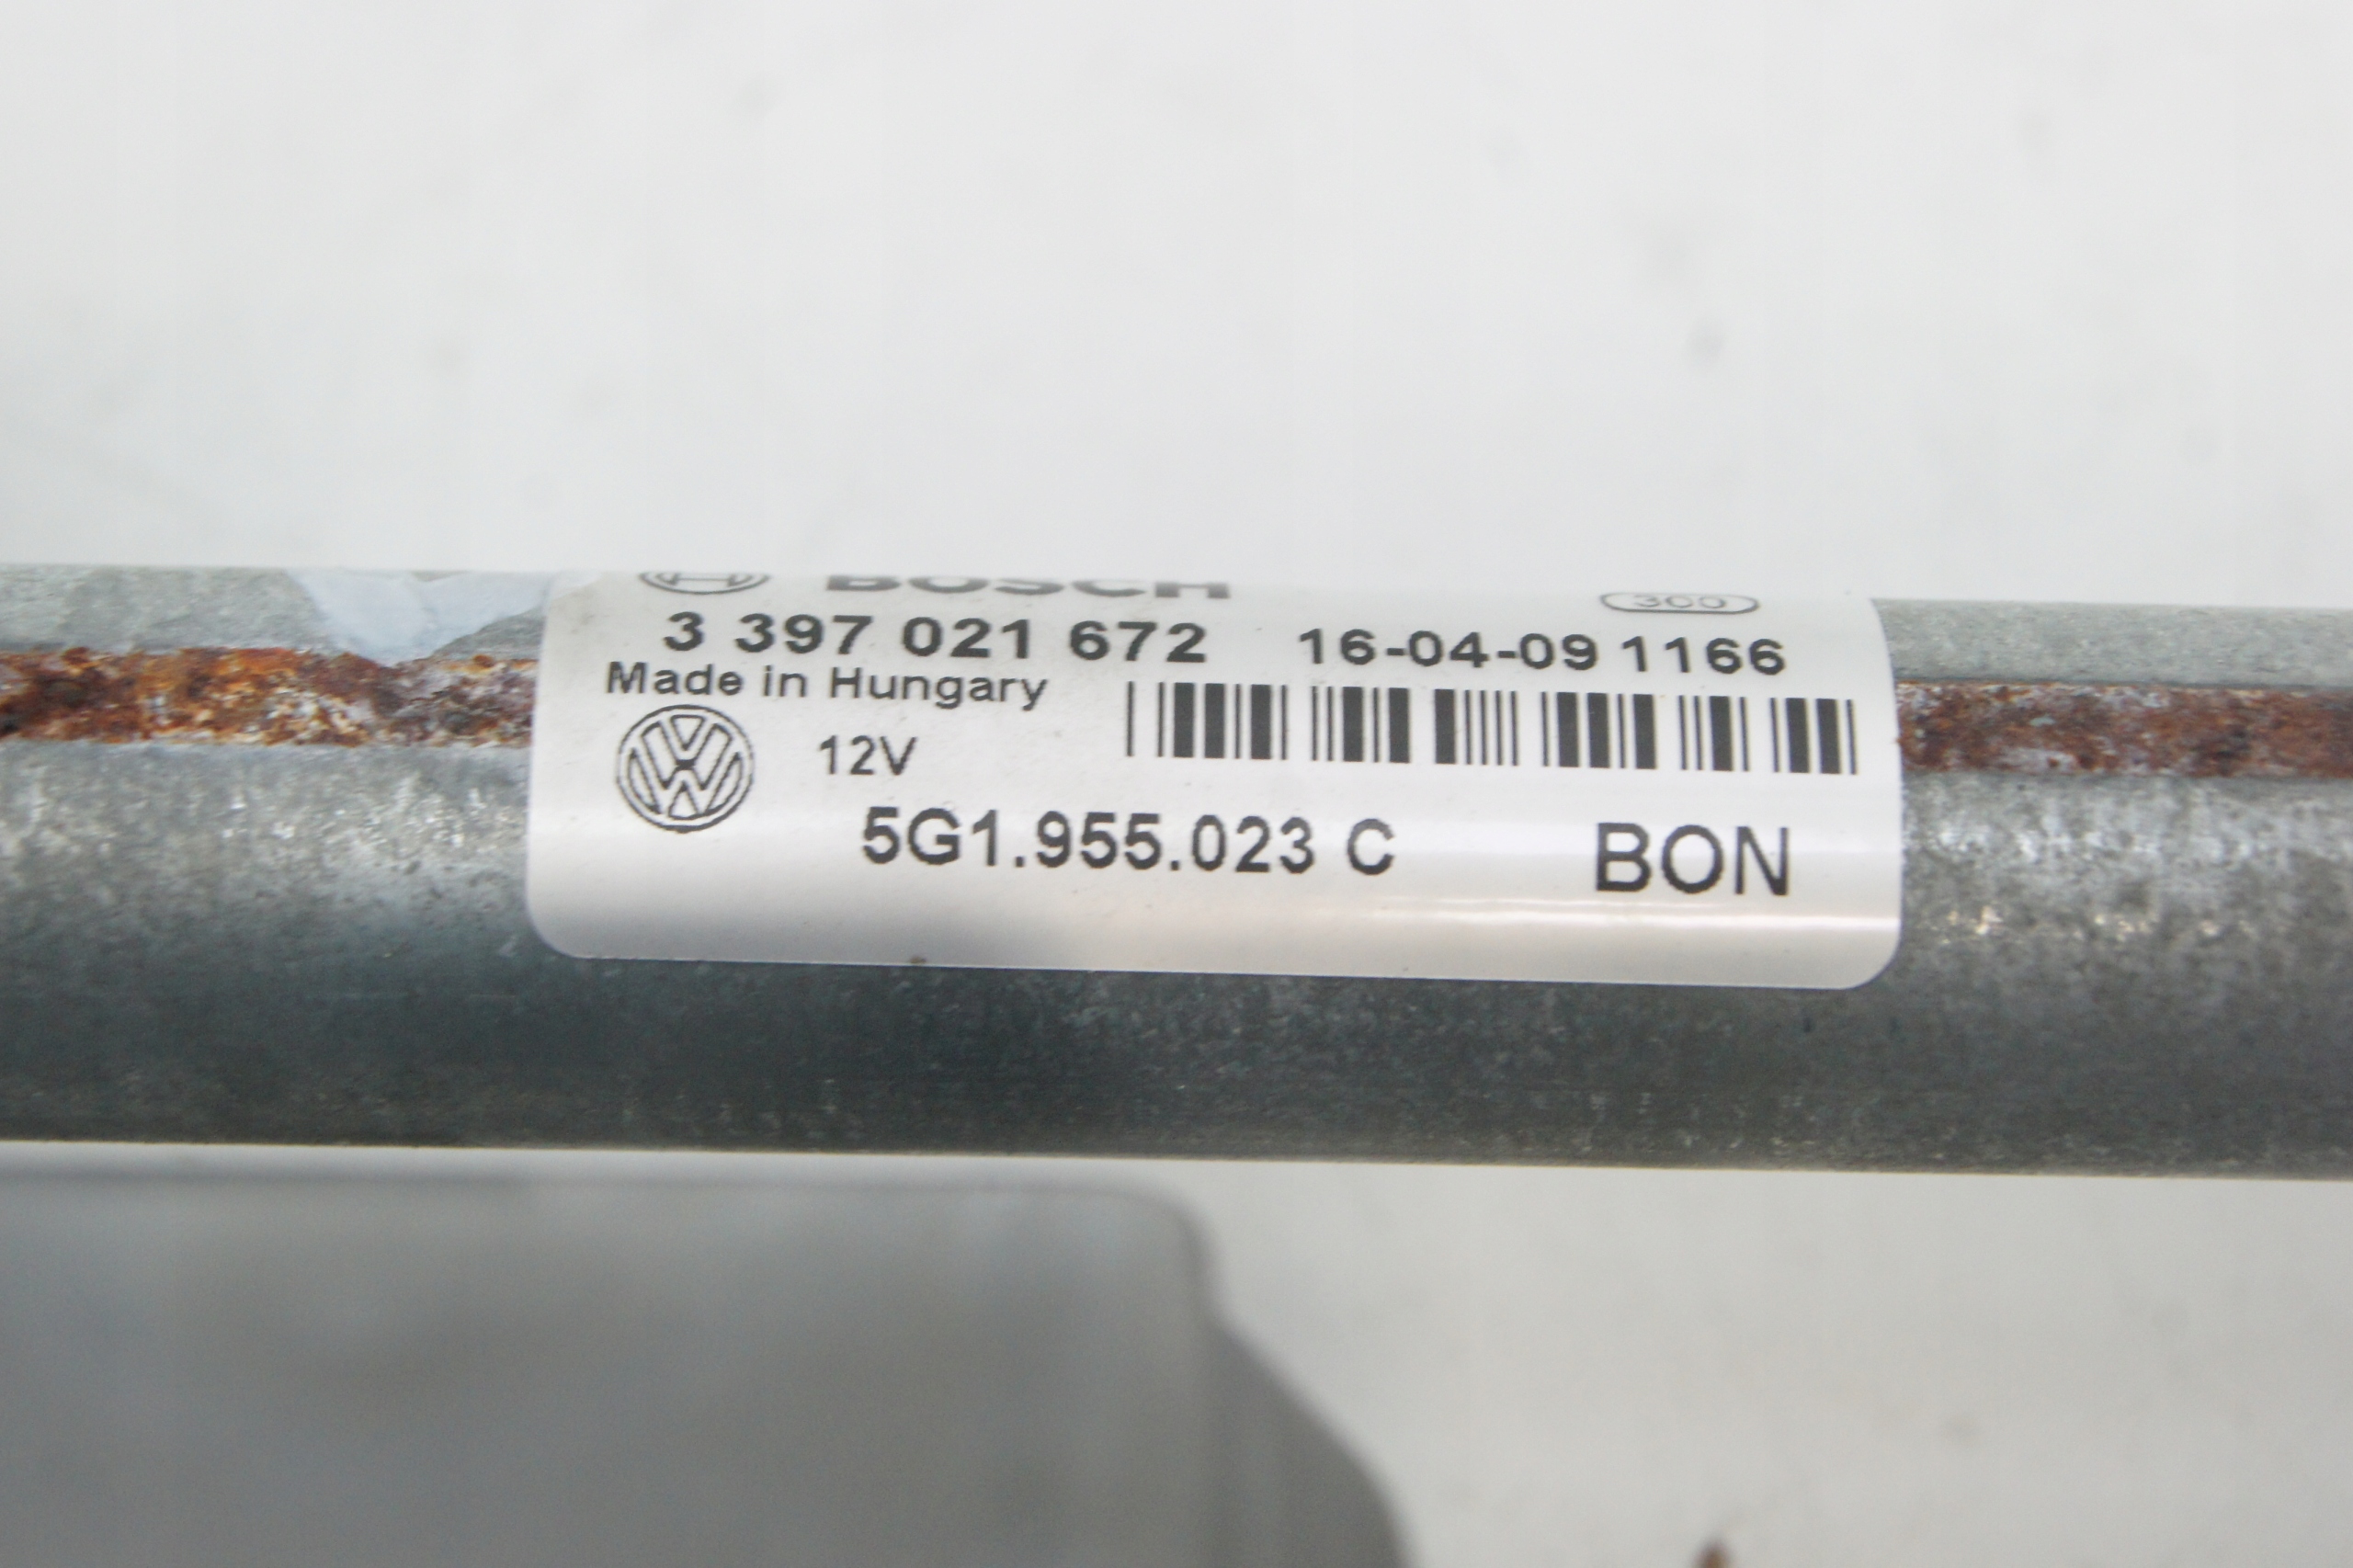 BOSCH
300
3 397 021 672 16-04-09 1166
Made in Hungary
12V
5G1.955.023 C BON